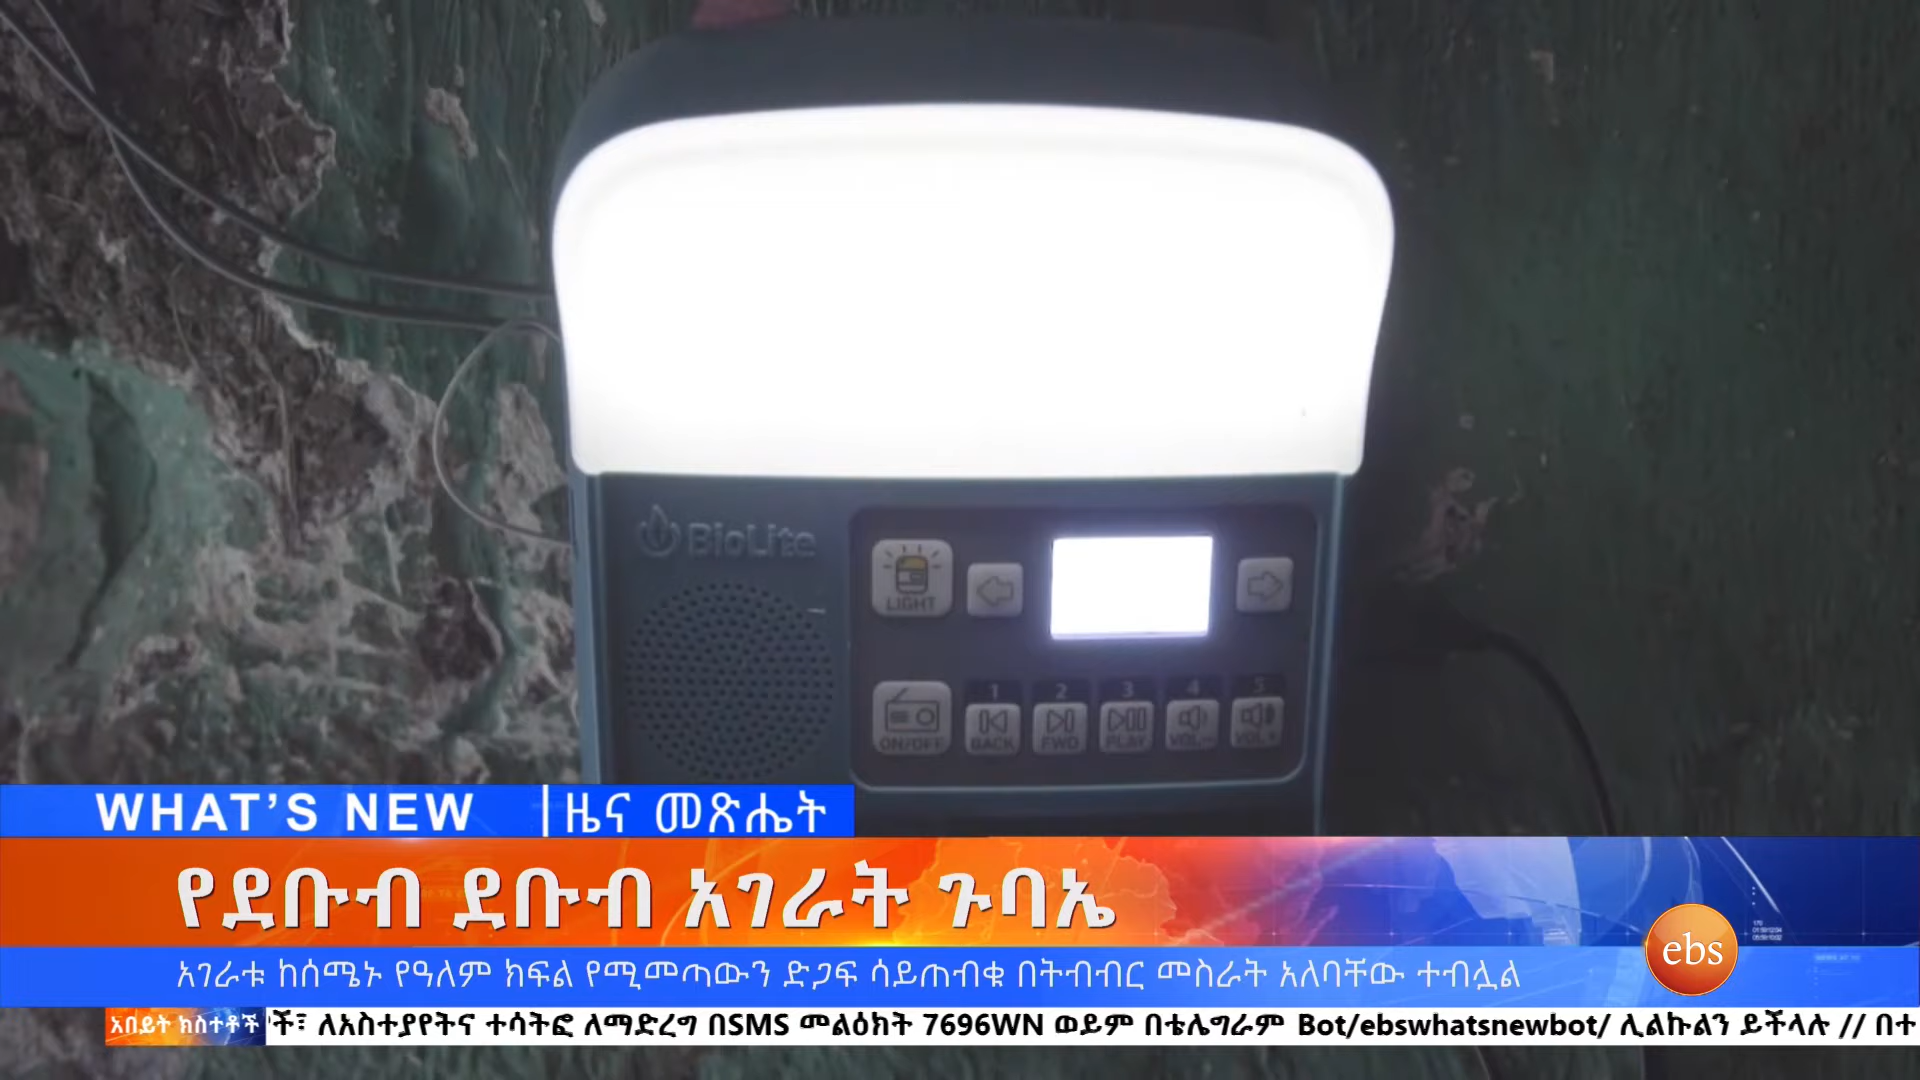 BioLite
LIGHT
1 2 3 4 5
ON/OFF BACK FWD PLAY VOL- VOL+
WHAT’S NEW |ዜና መጽሔት
የደቡብ ደቡብ አገራት ጉባኤ
አገራቱ ከሰሜኑ የዓለም ክፍል የሚመጣውን ድጋፍ ሳይጠብቁ በትብብር መስራት አለባቸው ተብሏል
ebs
አበይት ክስተቶች ች፣ ለአስተያየትና ተሳትፎ ለማድረግ በSMS መልዕክት 7696WN ወይም በቴሌግራም Bot/ebswhatsnewbot/ ሊልኩልን ይችላሉ // በተ